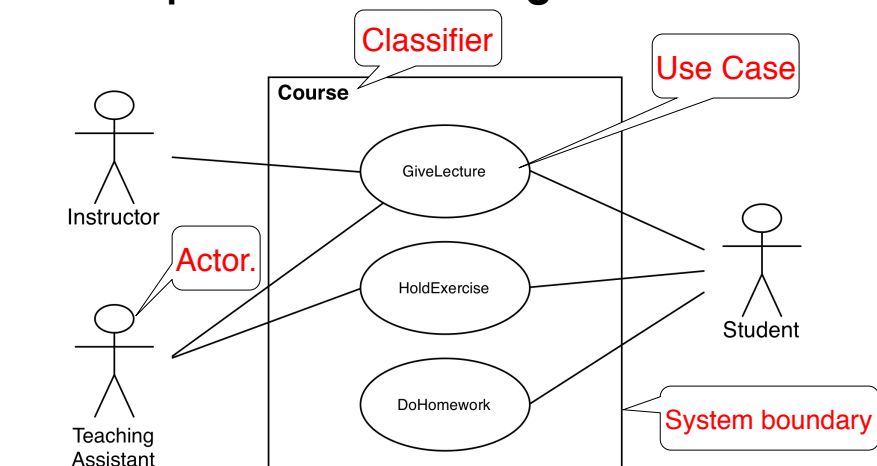 Classifier
Use Case
Course
GiveLecture
Instructor
Actor.
HoldExercise
Student
DoHomework
System boundary
Teaching
Assistant